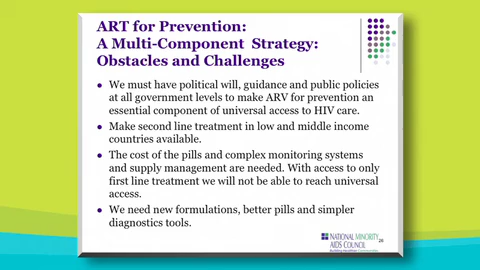 ART for Prevention:
A Multi-Component Strategy:
Obstacles and Challenges
• We must have political will, guidance and public policies
at all government levels to make ARV for prevention an
essential component of universal access to HIV care.
• Make second line treatment in low and middle income
countries available.
• The cost of the pills and complex monitoring systems
and supply management are needed. With access to only
first line treatment we will not be able to reach universal
access.
• We need new formulations, better pills and simpler
diagnostics tools.
NATIONAL MINORITY
AIDS COUNCIL
26